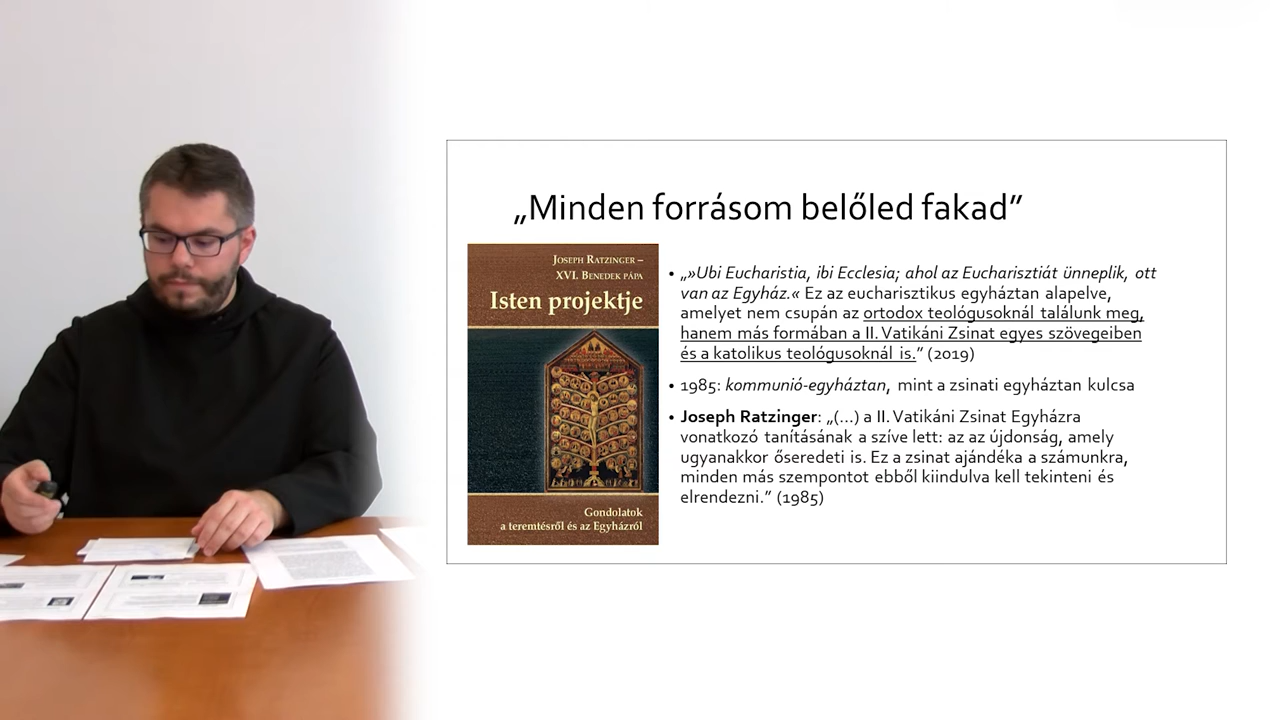 „Minden forrásom belőled fakad”
JOSEPH RATZINGER –
XVI. BENEDEK PÁPA
Isten projektje
Gondolatok
a teremtésről és az Egyházról
• „»Ubi Eucharistia, ibi Ecclesia; ahol az Eucharisztiát ünneplik, ott
van az Egyház.« Ez az eucharisztikus egyháztan alapelve,
amelyet nem csupán az ortodox teológusoknál találunk meg,
hanem más formában a II. Vatikáni Zsinat egyes szövegeiben
és a katolikus teológusoknál is.” (2019)
• 1985: kommunió-egyháztan, mint a zsinati egyháztan kulcsa
• Joseph Ratzinger: „(…) a II. Vatikáni Zsinat Egyházra
vonatkozó tanításának a szíve lett: az az újdonság, amely
ugyanakkor őseredeti is. Ez a zsinat ajándéka a számunkra,
minden más szempontot ebből kiindulva kell tekinteni és
elrendezni.” (1985)